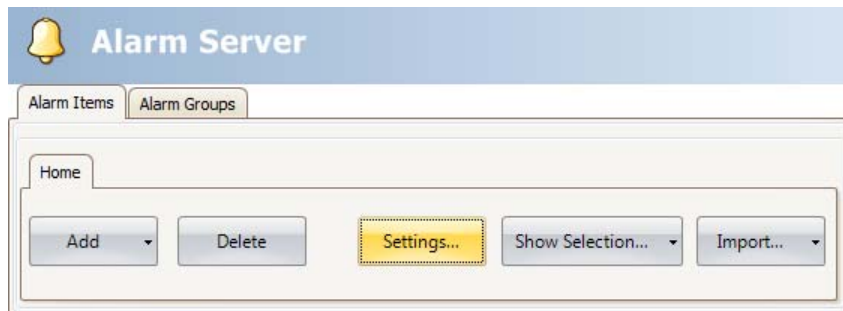 Alarm Server
Alarm Items Alarm Groups
Home
Add Delete Settings... Show Selection... Import...